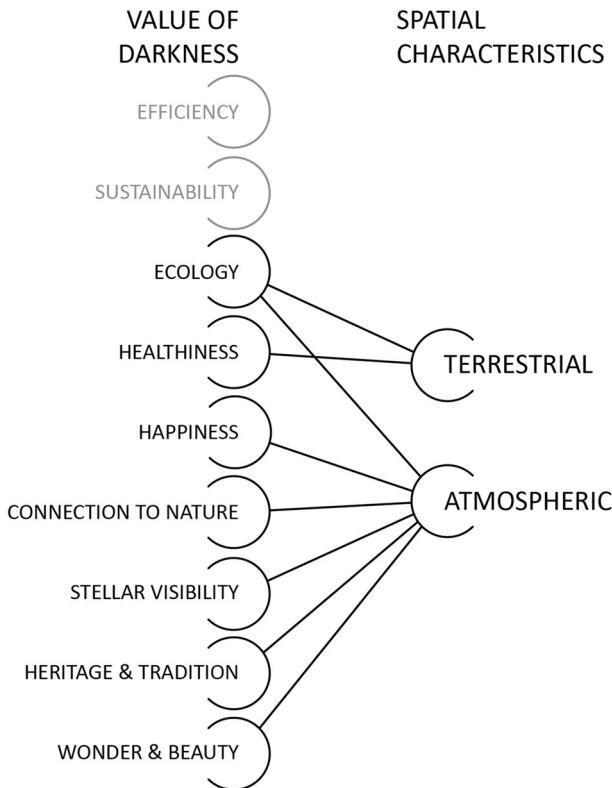 VALUE OF
DARKNESS
SPATIAL
CHARACTERISTICS
EFFICIENCY
SUSTAINABILITY
ECOLOGY
HEALTHINESS
TERRESTRIAL
HAPPINESS
ATMOSPHERIC
CONNECTION TO NATURE
STELLAR VISIBILITY
HERITAGE & TRADITION
WONDER & BEAUTY